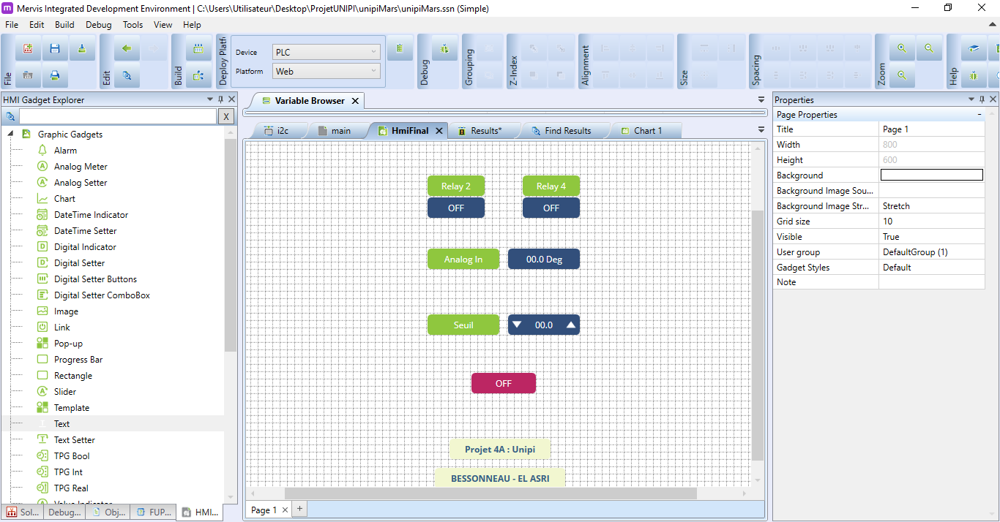 Mervis Integrated Development Environment | C:\Users\Utilisateur\Desktop\ProjetUNIPI\unipiMars\unipiMars.ssn (Simple)
File Edit Build Debug Tools View Help
File
Edit
Build
Deploy Platf
Device PLC
Platform Web
Debug
Grouping
Z-Index
Alignment
Size
Spacing
Zoom
Help
HMI Gadget Explorer
X
Graphic Gadgets
Alarm
Analog Meter
Analog Setter
Chart
DateTime Indicator
DateTime Setter
Digital Indicator
Digital Setter
Digital Setter Buttons
Digital Setter ComboBox
Image
Link
Pop-up
Progress Bar
Rectangle
Slider
Template
Text
Text Setter
TPG Bool
TPG Int
TPG Real
Value Indicator
Sol... Debug... Obj... FUP... HMI...
Variable Browser
i2c main HmiFinal Results* Find Results Chart 1
Relay 2 Relay 4
OFF OFF
Analog In 00.0 Deg
Seuil 00.0
OFF
Projet 4A : Unipi
BESSONNEAU - EL ASRI
Page 1 +
Properties
Page Properties -
Title Page 1
Width 800
Height 600
Background
Background Image Sou...
Background Image Str... Stretch
Grid size 10
Visible True
User group DefaultGroup (1)
Gadget Styles Default
Note